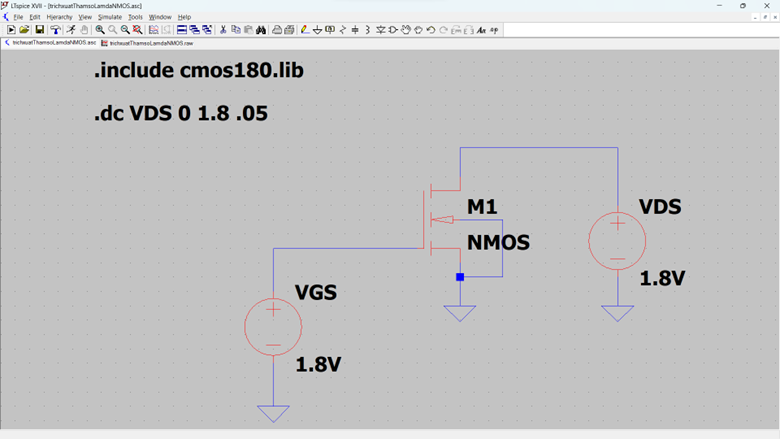 LTspice XVII - [trichxuatThamsoLamdaNMOS.asc]
File Edit Hierarchy View Simulate Tools Window Help
trichxuatThamsoLamdaNMOS.asc trichxuatThamsoLamdaNMOS.raw
.include cmos180.lib
.dc VDS 0 1.8 .05
M1
VDS
NMOS
1.8V
VGS
1.8V